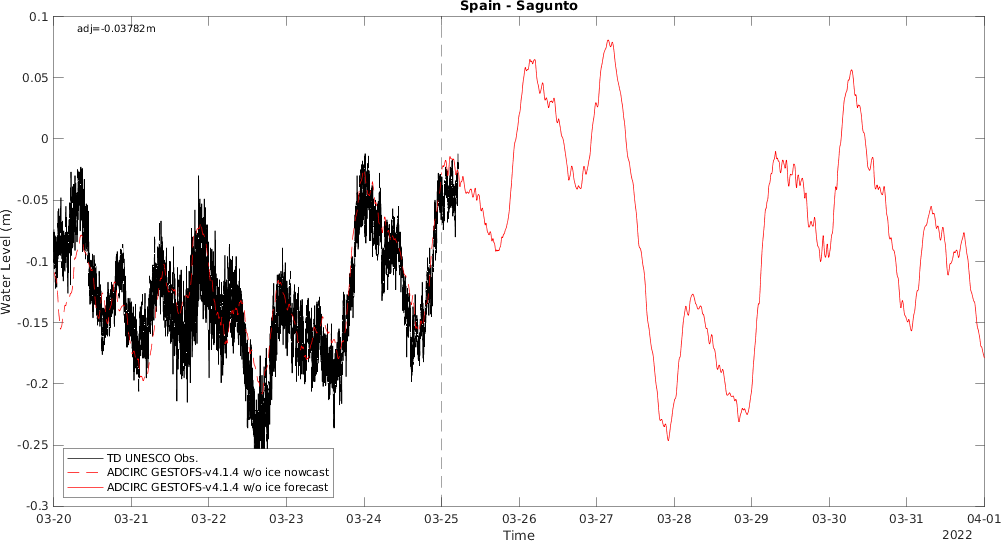 Spain - Sagunto
adj=-0.03782m
0.1
0.05
0
-0.05
-0.1
-0.15
-0.2
-0.25
-0.3
Water Level (m)
TD UNESCO Obs.
ADCIRC GESTOFS-v4.1.4 w/o ice nowcast
ADCIRC GESTOFS-v4.1.4 w/o ice forecast
03-20 03-21 03-22 03-23 03-24 03-25 03-26 03-27 03-28 03-29 03-30 03-31 04-01
Time
2022